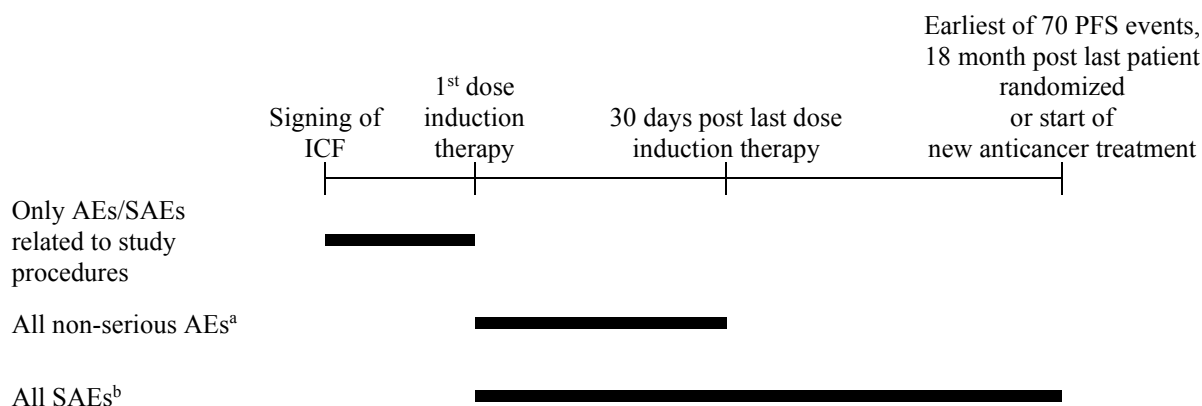 Earliest of 70 PFS events,
18 month post last patient
randomized
or start of
new anticancer treatment
1st dose
induction
therapy
Signing of
ICF
30 days post last dose
induction therapy
Only AEs/SAEs
related to study
procedures
All non-serious AEsa
All SAEsb